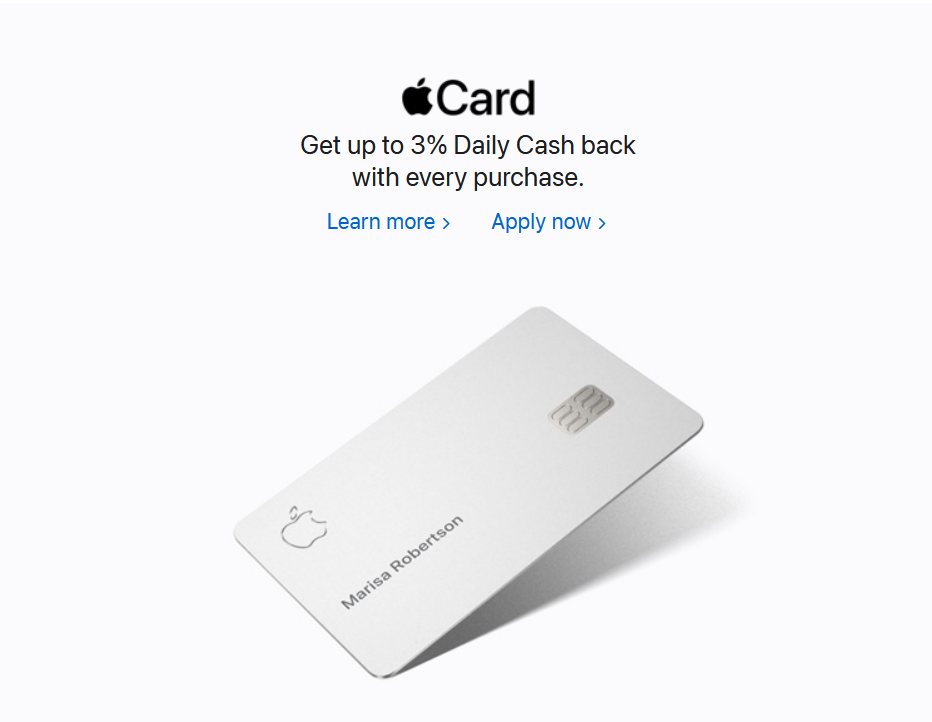 Card
Get up to 3% Daily Cash back
with every purchase.
Learn more >
Apply now >
Marisa Robertson